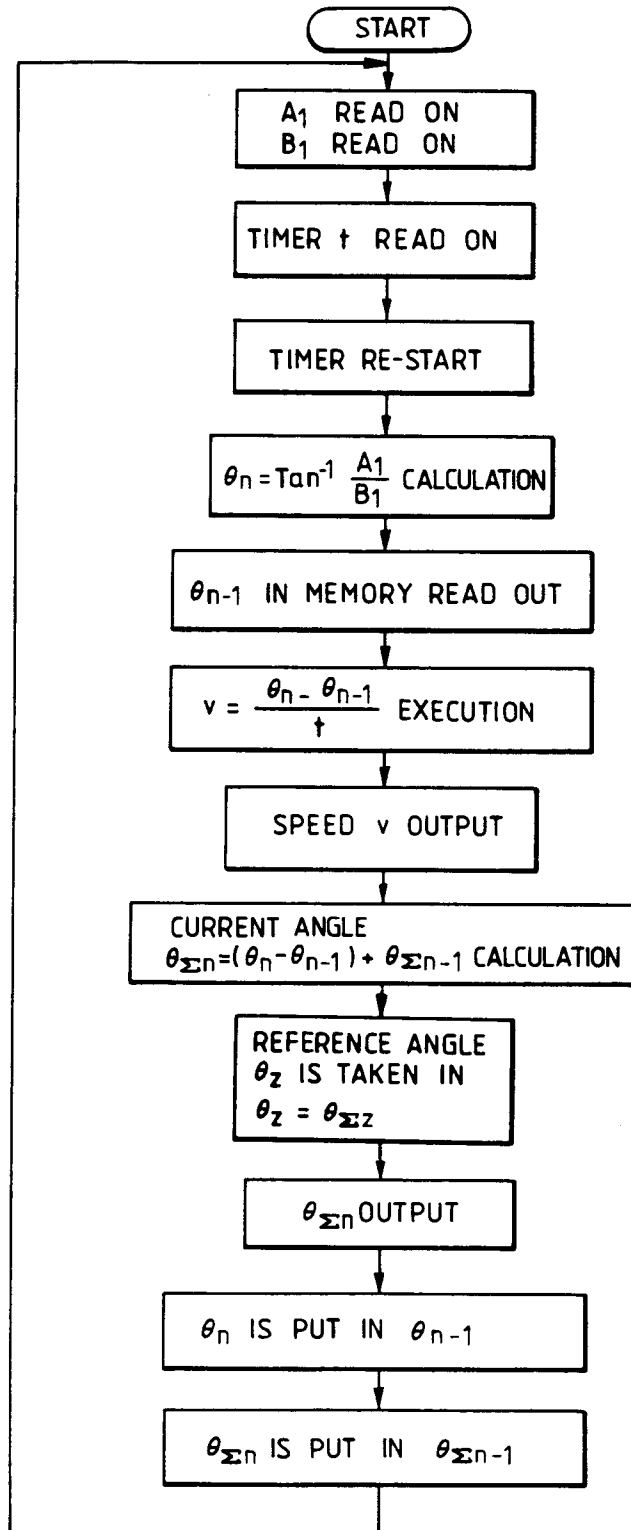 START
A₁ READ ON
B₁ READ ON
TIMER t READ ON
TIMER RE-START
θn = Tan⁻¹ A₁/B₁ CALCULATION
θn-1 IN MEMORY READ OUT
v = θn - θn-1 / t EXECUTION
SPEED v OUTPUT
CURRENT ANGLE
θΣn=(θn-θn-1)+ θΣn-1 CALCULATION
REFERENCE ANGLE
θz IS TAKEN IN
θz = θΣz
θΣn OUTPUT
θn IS PUT IN θn-1
θΣn IS PUT IN θΣn-1